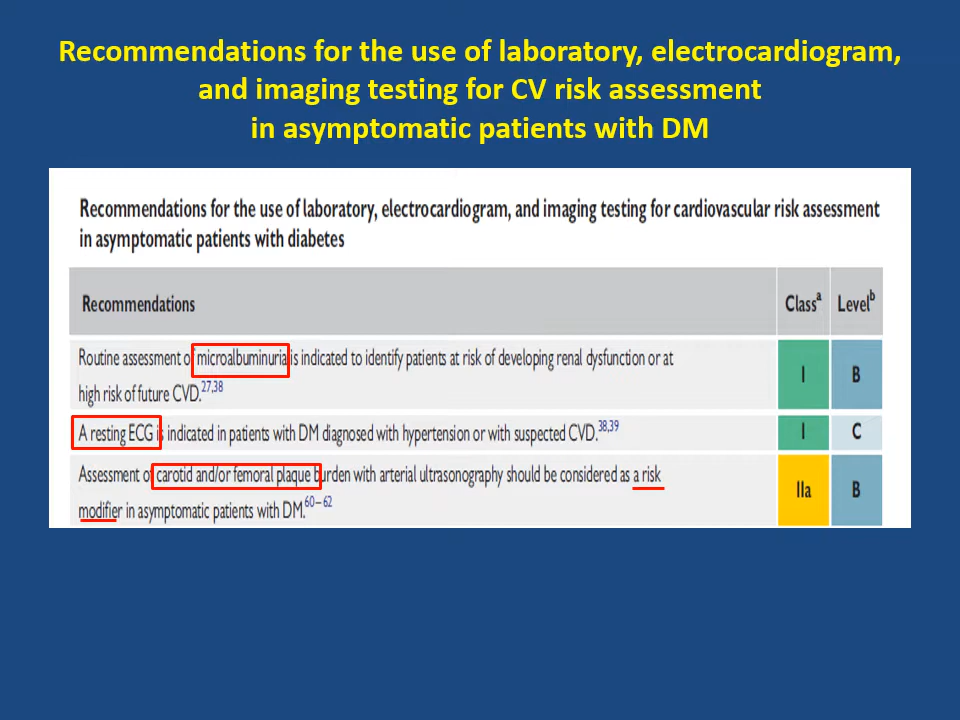 Recommendations for the use of laboratory, electrocardiogram,
and imaging testing for CV risk assessment
in asymptomatic patients with DM
Recommendations for the use of laboratory, electrocardiogram, and imaging testing for cardiovascular risk assessment
in asymptomatic patients with diabetes
Recommendations Classᵃ Levelᵇ
Routine assessment of microalbuminuria is indicated to identify patients at risk of developing renal dysfunction or at
high risk of future CVD.27,38 I B
A resting ECG is indicated in patients with DM diagnosed with hypertension or with suspected CVD.38,39 I C
Assessment of carotid and/or femoral plaque burden with arterial ultrasonography should be considered as a risk
modifier in asymptomatic patients with DM.60–62 IIa B